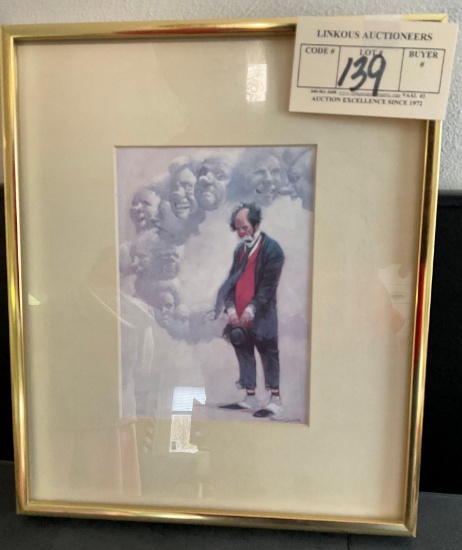 LINKOUS AUCTIONEERS
CODE # LOT # BUYER #
139
AUCTION EXCELLENCE SINCE 1972